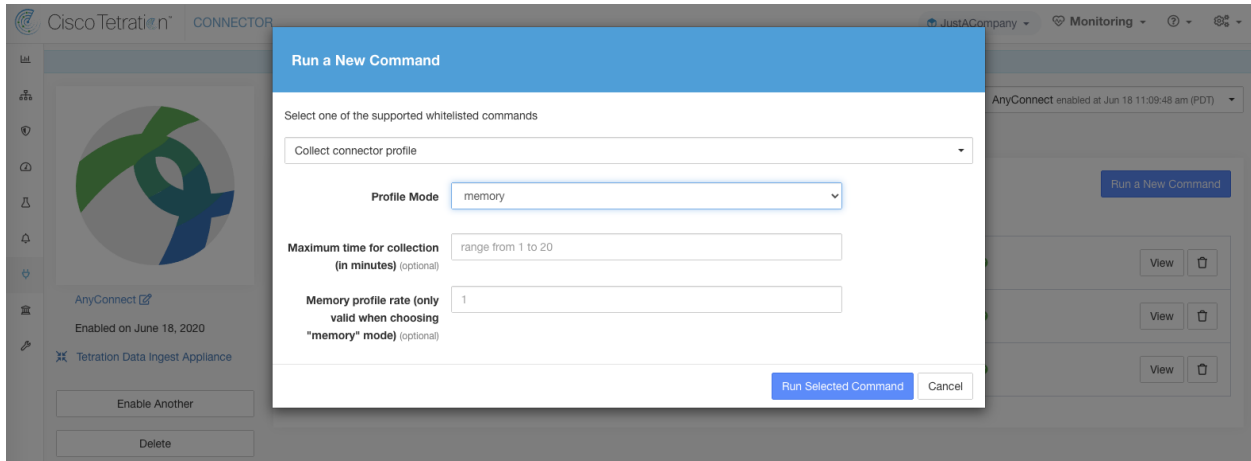 Cisco Tetration™
CONNECTOR
JustACompany
Monitoring
Run a New Command
AnyConnect enabled at Jun 18 11:09:48 am (PDT)
Select one of the supported whitelisted commands
Collect connector profile
Run a New Command
Profile Mode
memory
Maximum time for collection
(in minutes) (optional)
range from 1 to 20
Memory profile rate (only
valid when choosing
"memory" mode) (optional)
1
View
View
View
AnyConnect
Enabled on June 18, 2020
Tetration Data Ingest Appliance
Run Selected Command
Cancel
Enable Another
Delete